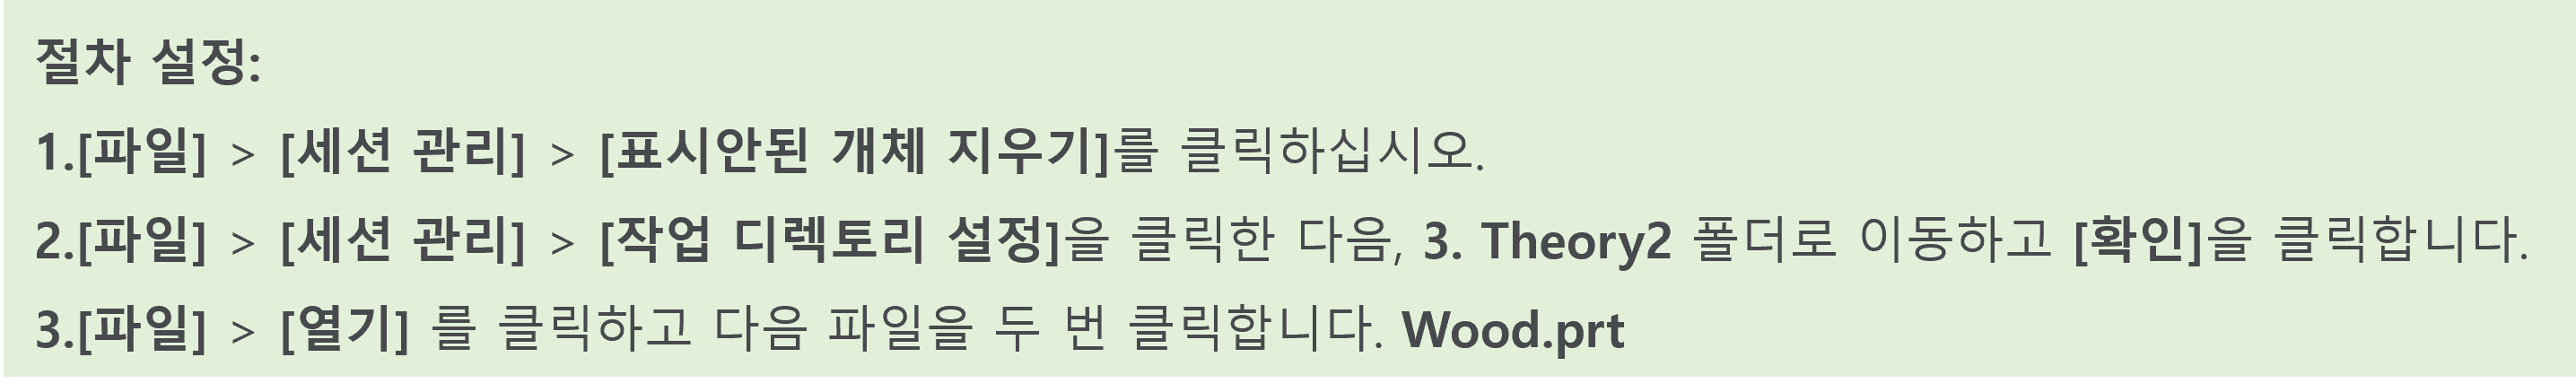 절차 설정:
1.[파일] > [세션 관리] > [표시안된 개체 지우기]를 클릭하십시오.
2.[파일] > [세션 관리] > [작업 디렉토리 설정]을 클릭한 다음, 3. Theory2 폴더로 이동하고 [확인]을 클릭합니다.
3.[파일] > [열기] 를 클릭하고 다음 파일을 두 번 클릭합니다. Wood.prt